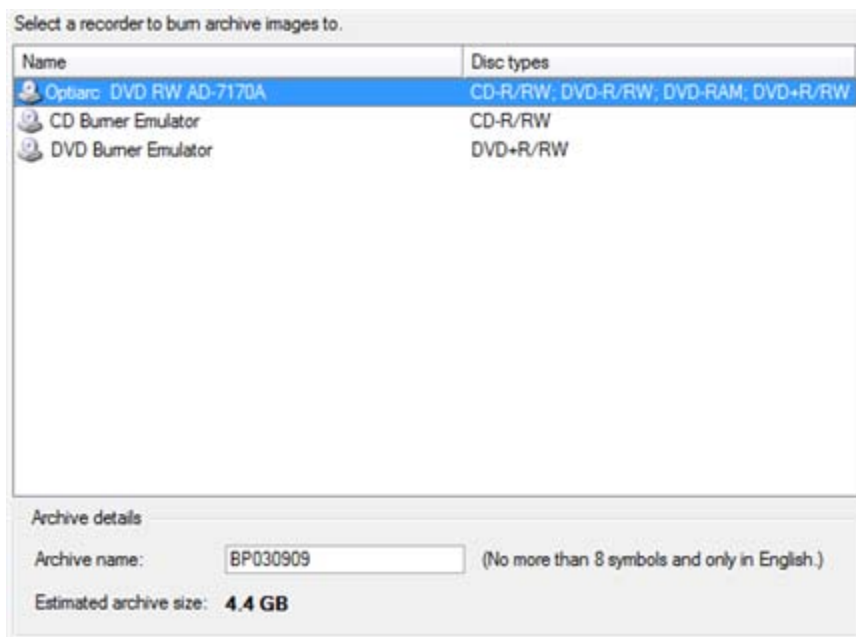 Select a recorder to burn archive images to.
Name Disc types
Optiarc DVD RW AD-7170A CD-R/RW; DVD-R/RW; DVD-RAM; DVD+R/RW
CD Burner Emulator CD-R/RW
DVD Burner Emulator DVD+R/RW
Archive details
Archive name: BP030909 (No more than 8 symbols and only in English.)
Estimated archive size: 4.4 GB